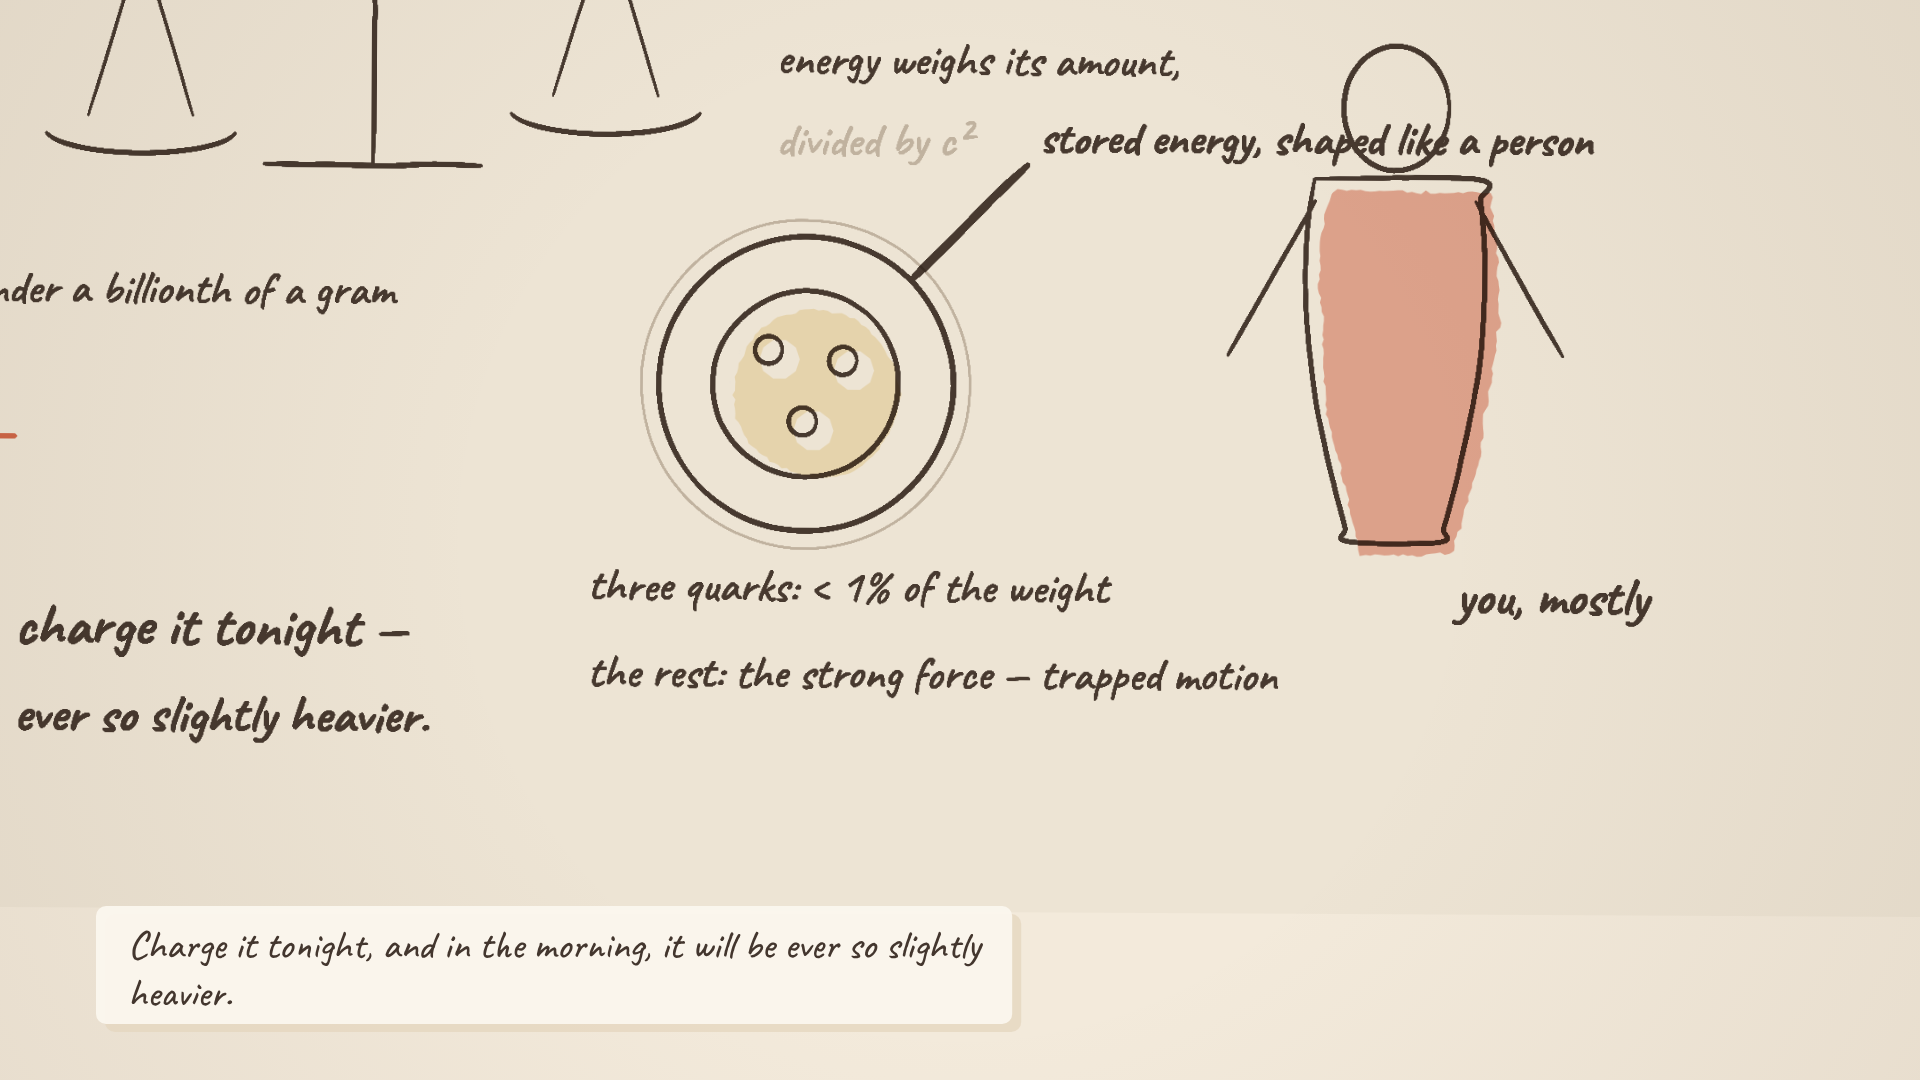 energy weighs its amount,
divided by c²
stored energy, shaped like a person
under a billionth of a gram
three quarks: < 1% of the weight
you, mostly
charge it tonight —
the rest: the strong force — trapped motion
ever so slightly heavier.
Charge it tonight, and in the morning, it will be ever so slightly
heavier.